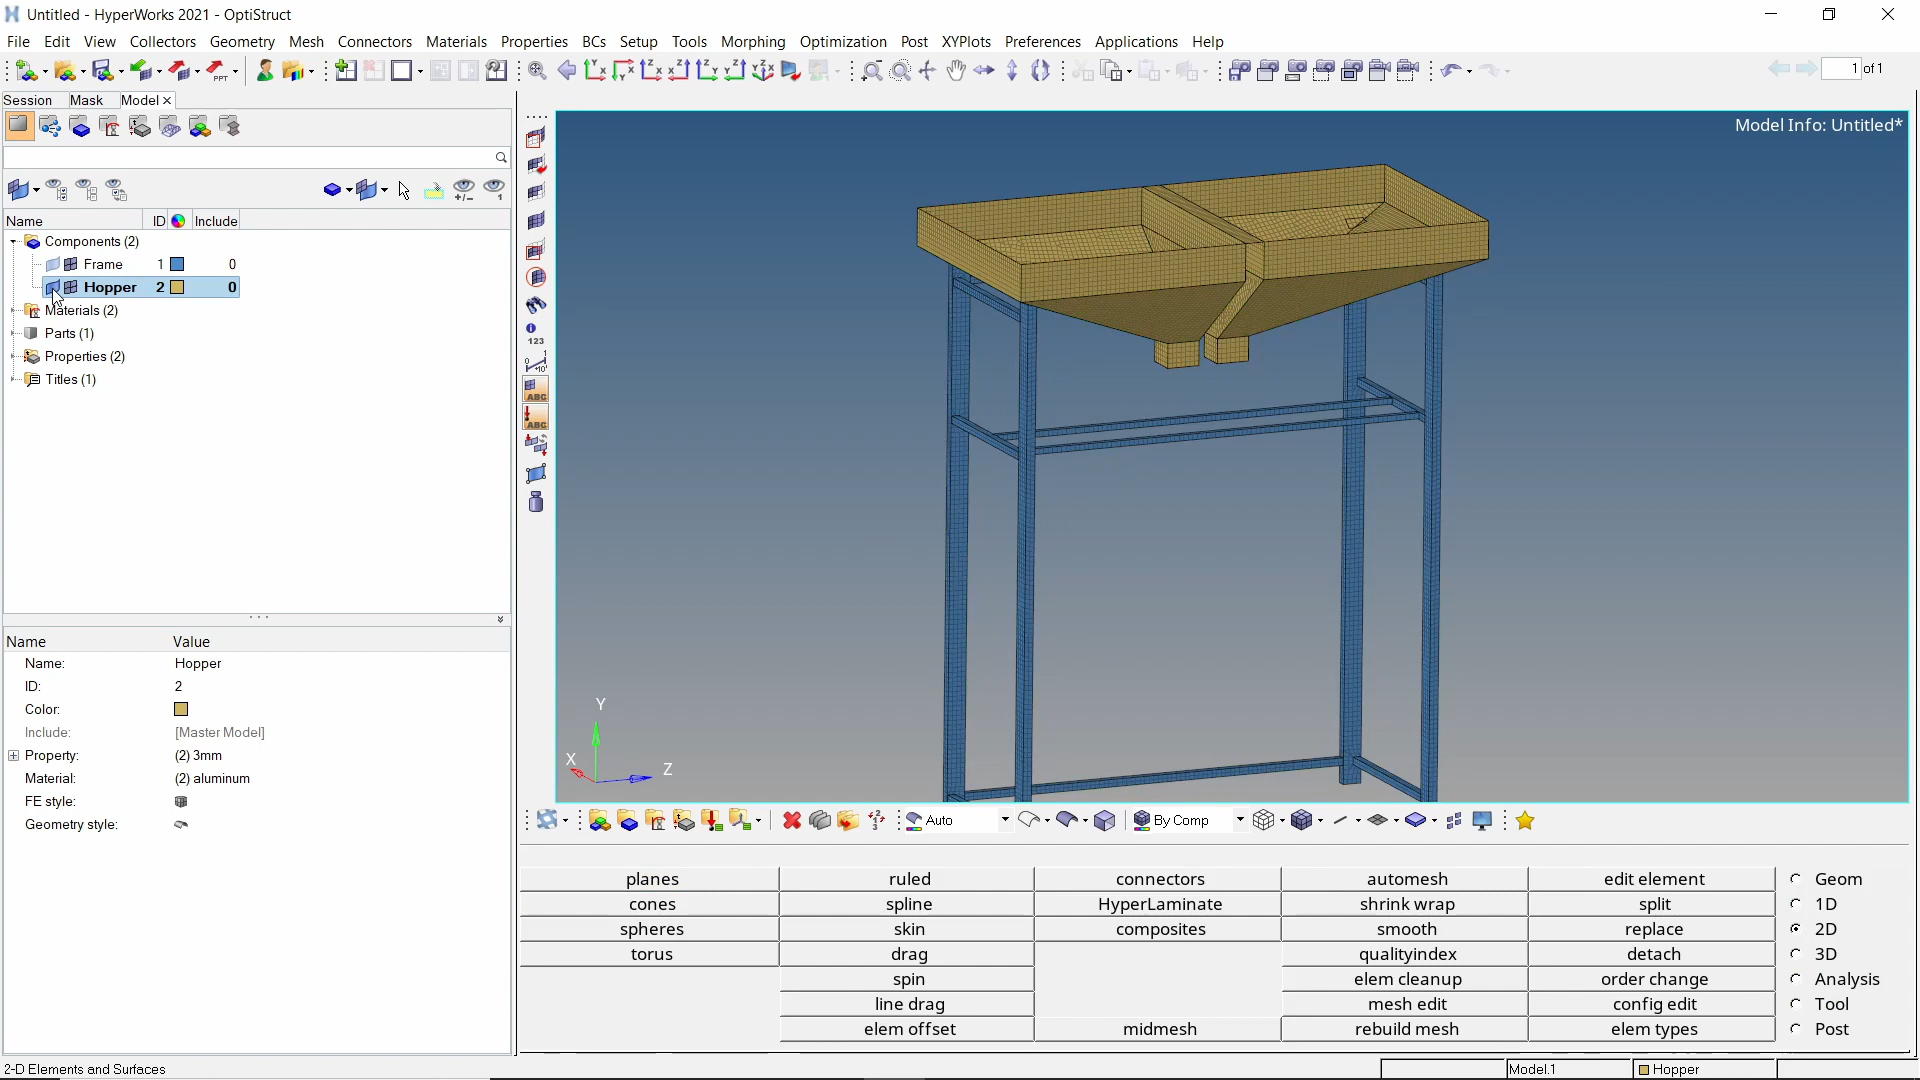 Untitled - HyperWorks 2021 - OptiStruct
File Edit View Collectors Geometry Mesh Connectors Materials Properties BCs Setup Tools Morphing Optimization Post XYPlots Preferences Applications Help
1 of 1
Session Mask Model
Model Info: Untitled*
Name ID Include
Components (2)
Frame 1 0
Hopper 2 0
Materials (2)
Parts (1)
Properties (2)
Titles (1)
123
ABC
ABC
Name Value
Name: Hopper
ID: 2
Color:
Include: [Master Model]
Property: (2) 3mm
Material: (2) aluminum
FE style:
Geometry style:
Y
X
Z
Auto By Comp
planes ruled connectors automesh edit element Geom
cones spline HyperLaminate shrink wrap split 1D
spheres skin composites smooth replace 2D
torus drag qualityindex detach 3D
spin elem cleanup order change Analysis
line drag mesh edit config edit Tool
elem offset midmesh rebuild mesh elem types Post
2-D Elements and Surfaces Model.1 Hopper